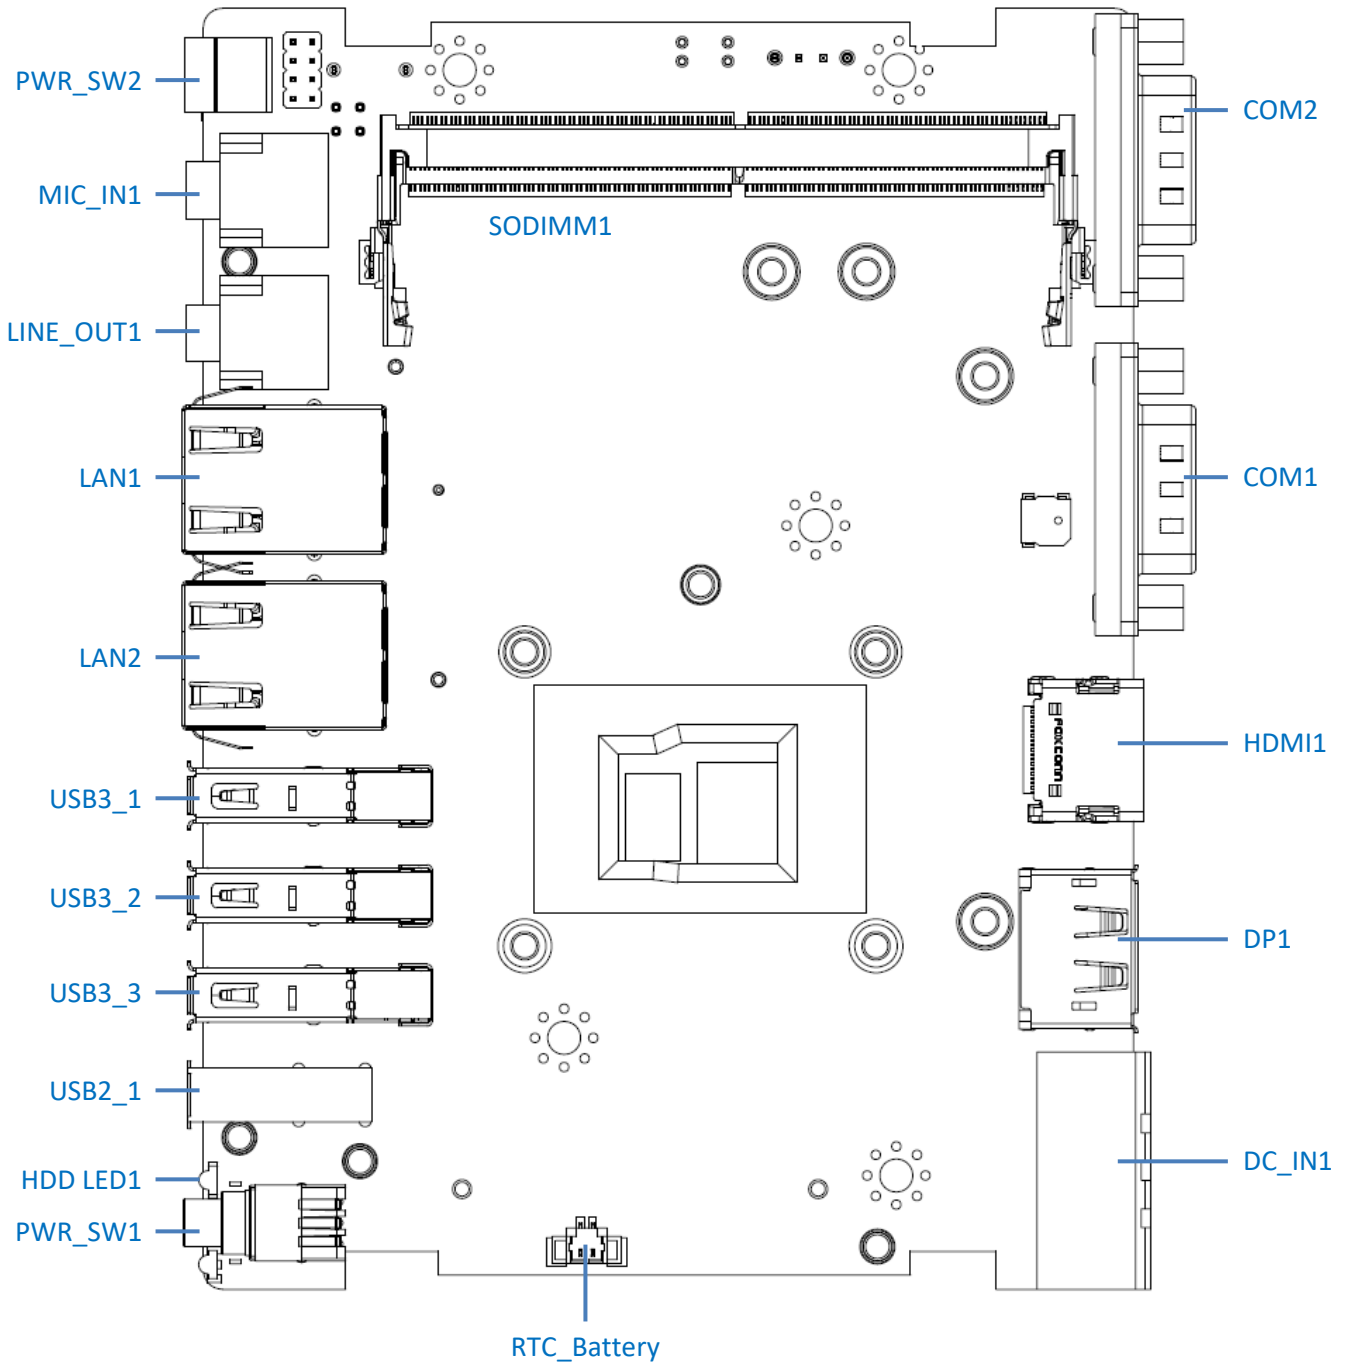 PWR_SW2
COM2
MIC_IN1
SODIMM1
LINE_OUT1
LAN1
COM1
LAN2
HDMI1
Foxconn
USB3_1
USB3_2
DP1
USB3_3
USB2_1
DC_IN1
HDD LED1
PWR_SW1
RTC_Battery